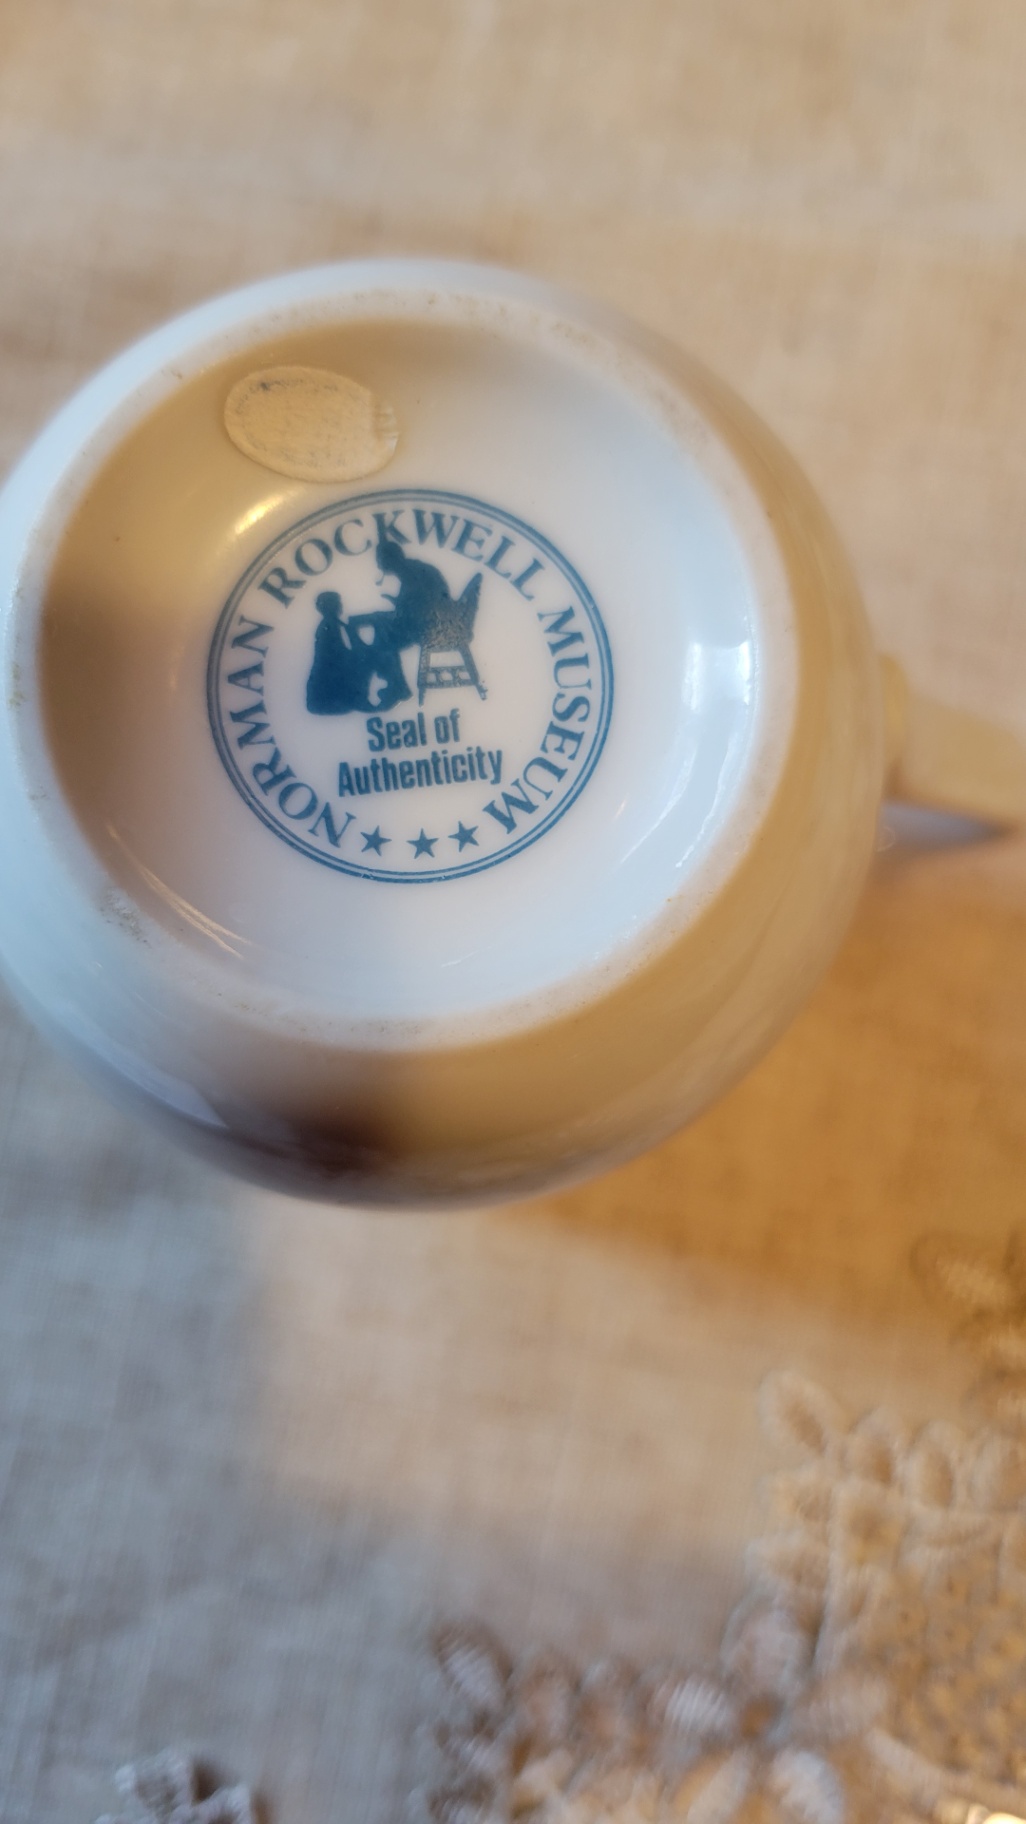 NORMAN ROCKWELL MUSEUM
Seal of
Authenticity